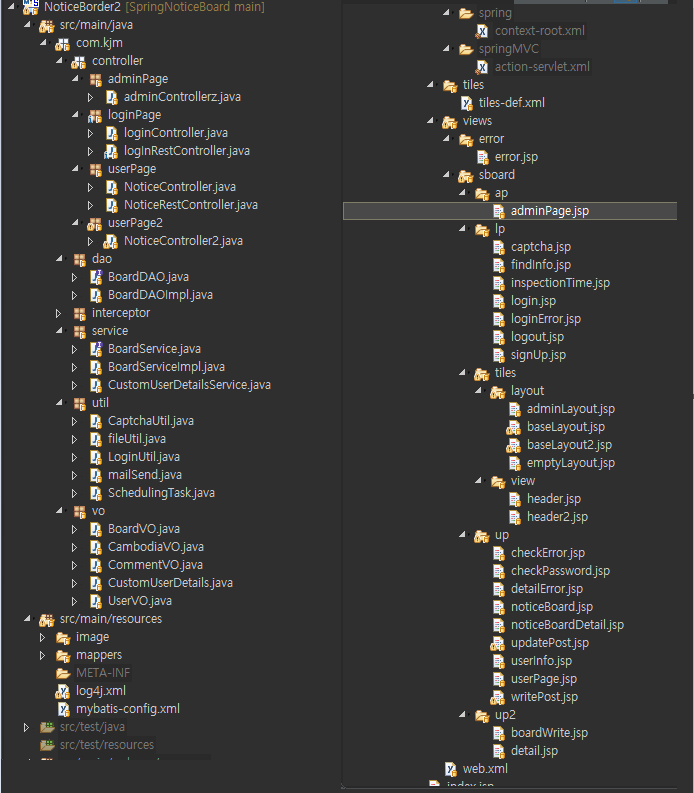 NoticeBorder2 [SpringNoticeBoard main]
src/main/java
com.kjm
controller
adminPage
adminControllerz.java
loginPage
loginController.java
logInRestController.java
userPage
NoticeController.java
NoticeRestController.java
userPage2
NoticeController2.java
dao
BoardDAO.java
BoardDAOImpl.java
interceptor
service
BoardService.java
BoardServiceImpl.java
CustomUserDetailsService.java
util
CaptchaUtil.java
fileUtil.java
LoginUtil.java
mailSend.java
SchedulingTask.java
vo
BoardVO.java
CambodiaVO.java
CommentVO.java
CustomUserDetails.java
UserVO.java
src/main/resources
image
mappers
META-INF
log4j.xml
mybatis-config.xml
src/test/java
src/test/resources
spring
context-root.xml
springMVC
action-servlet.xml
tiles
tiles-def.xml
views
error
error.jsp
sboard
ap
adminPage.jsp
lp
captcha.jsp
findInfo.jsp
inspectionTime.jsp
login.jsp
loginError.jsp
logout.jsp
signUp.jsp
tiles
layout
adminLayout.jsp
baseLayout.jsp
baseLayout2.jsp
emptyLayout.jsp
view
header.jsp
header2.jsp
up
checkError.jsp
checkPassword.jsp
detailError.jsp
noticeBoard.jsp
noticeBoardDetail.jsp
updatePost.jsp
userInfo.jsp
userPage.jsp
writePost.jsp
up2
boardWrite.jsp
detail.jsp
web.xml
index.jsp